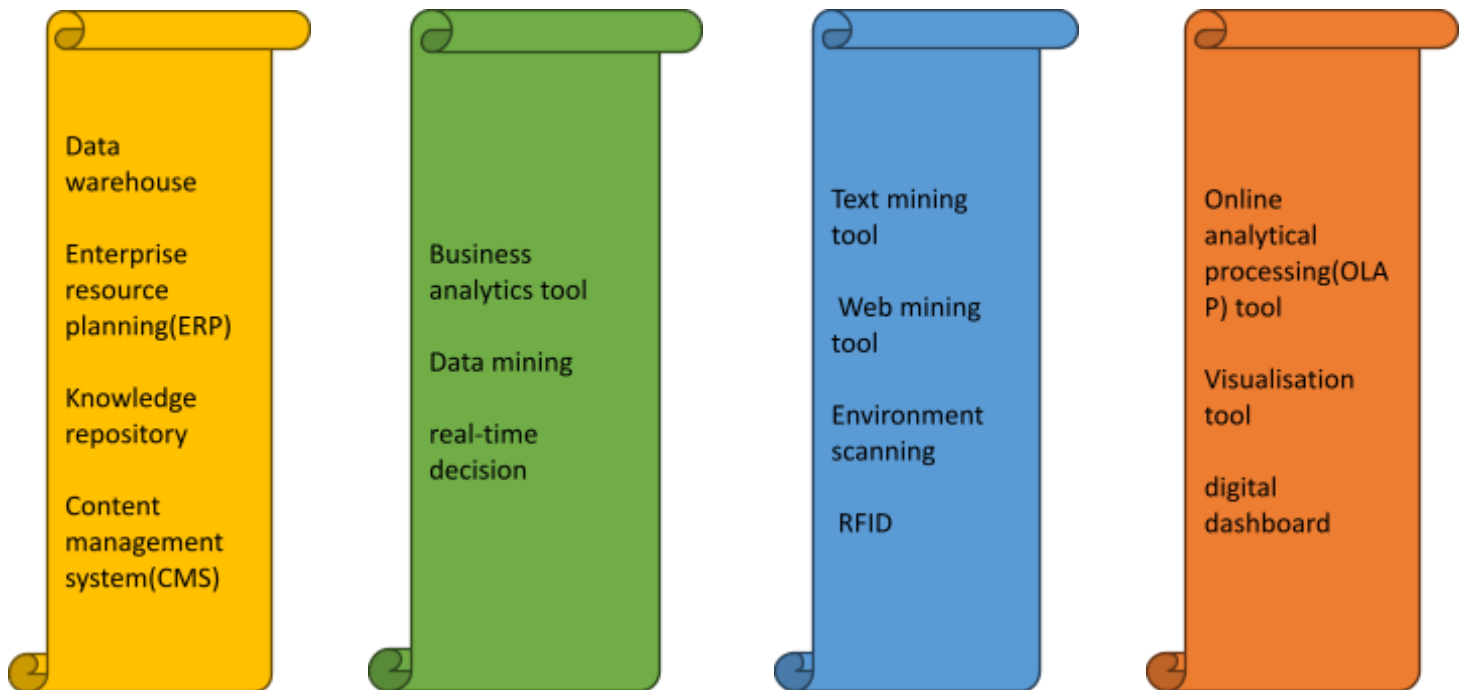 Data
warehouse
Enterprise
resource
planning(ERP)
Knowledge
repository
Content
management
system(CMS)
Business
analytics tool
Data mining
real-time
decision
Text mining
tool
Web mining
tool
Environment
scanning
RFID
Online
analytical
processing(OLA
P) tool
Visualisation
tool
digital
dashboard